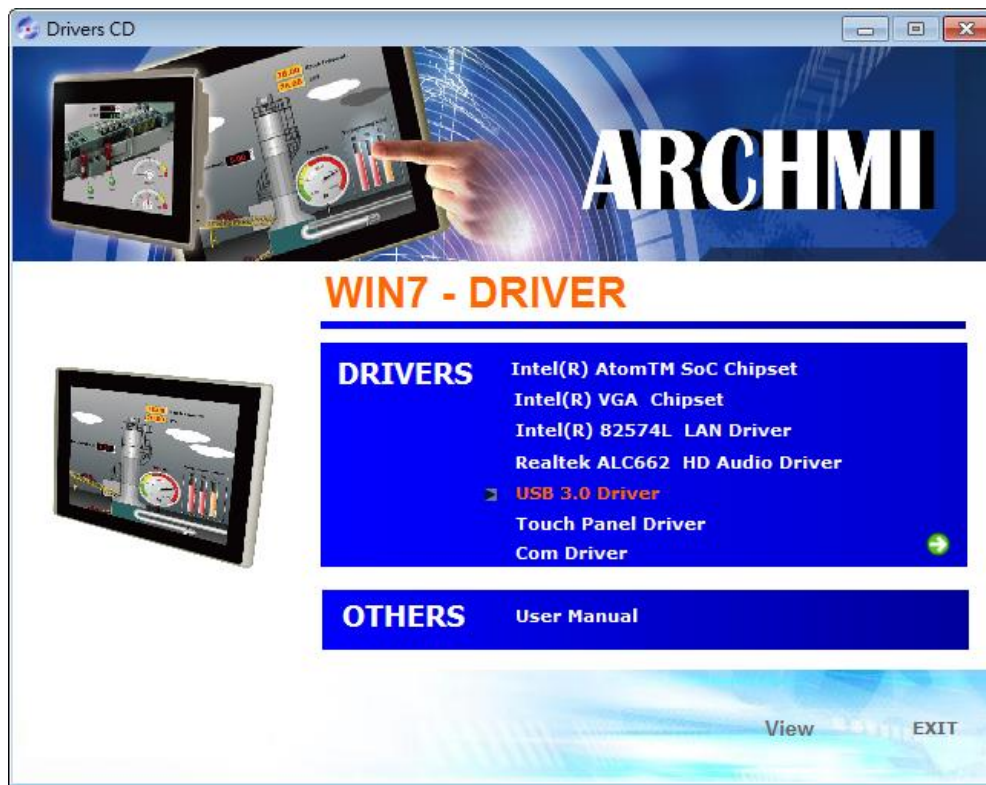 Drivers CD
ARCHMI
WIN7 - DRIVER
DRIVERS
Intel(R) AtomTM SoC Chipset
Intel(R) VGA  Chipset
Intel(R) 82574L  LAN Driver
Realtek ALC662  HD Audio Driver
USB 3.0 Driver
Touch Panel Driver
Com Driver
OTHERS
User Manual
View
EXIT